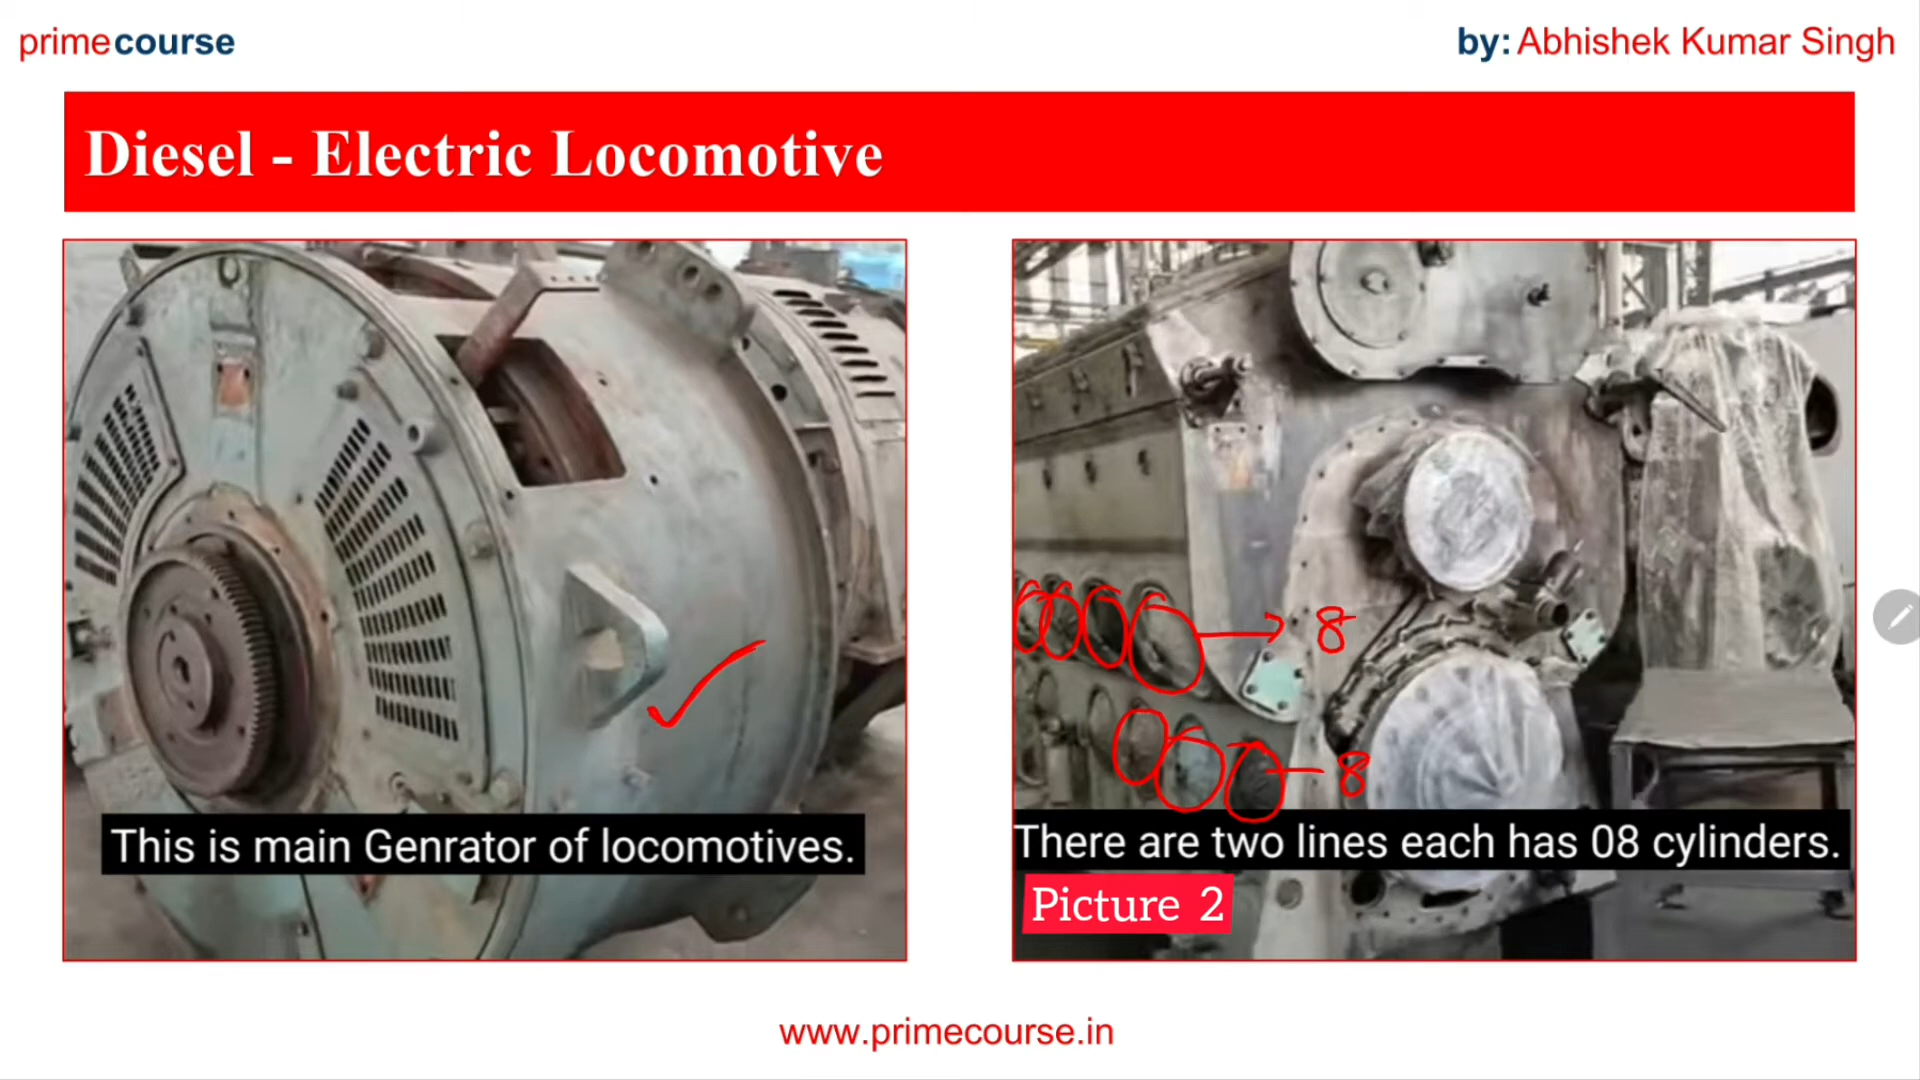 primecourse
by: Abhishek Kumar Singh
Diesel - Electric Locomotive
This is main Genrator of locomotives.
8
8
There are two lines each has 08 cylinders.
Picture 2
www.primecourse.in